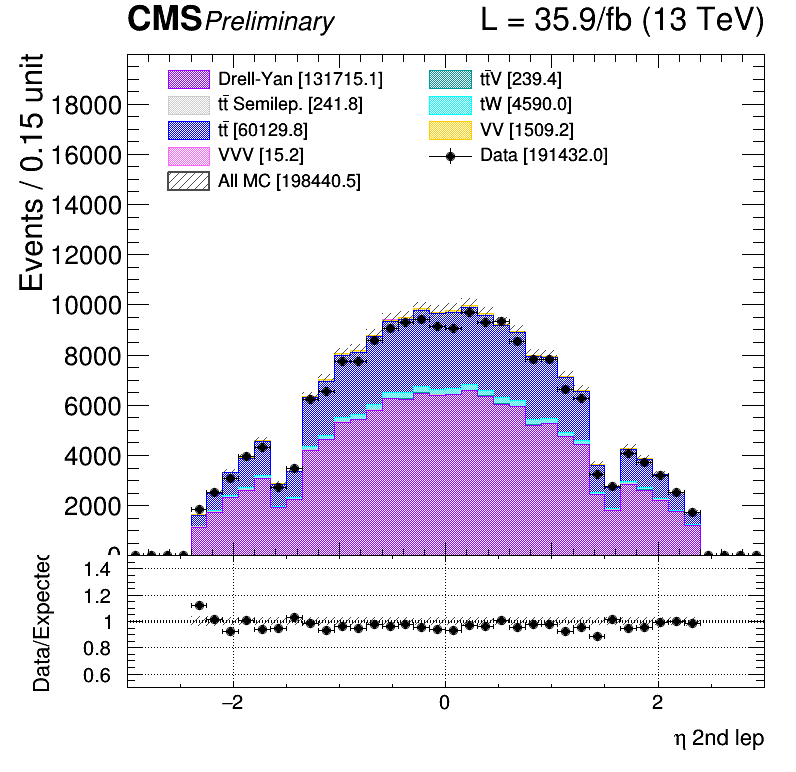 CMS Preliminary L = 35.9/fb (13 TeV)
Events / 0.15 unit
Drell-Yan [131715.1]
tt̄ Semilep. [241.8]
tt̄ [60129.8]
VVV [15.2]
All MC [198440.5]
tt̄V [239.4]
tW [4590.0]
VV [1509.2]
Data [191432.0]
18000
16000
14000
12000
10000
8000
6000
4000
2000
0
Data/Expected
1.4
1.2
1
0.8
0.6
−2 0 2
η 2nd lep